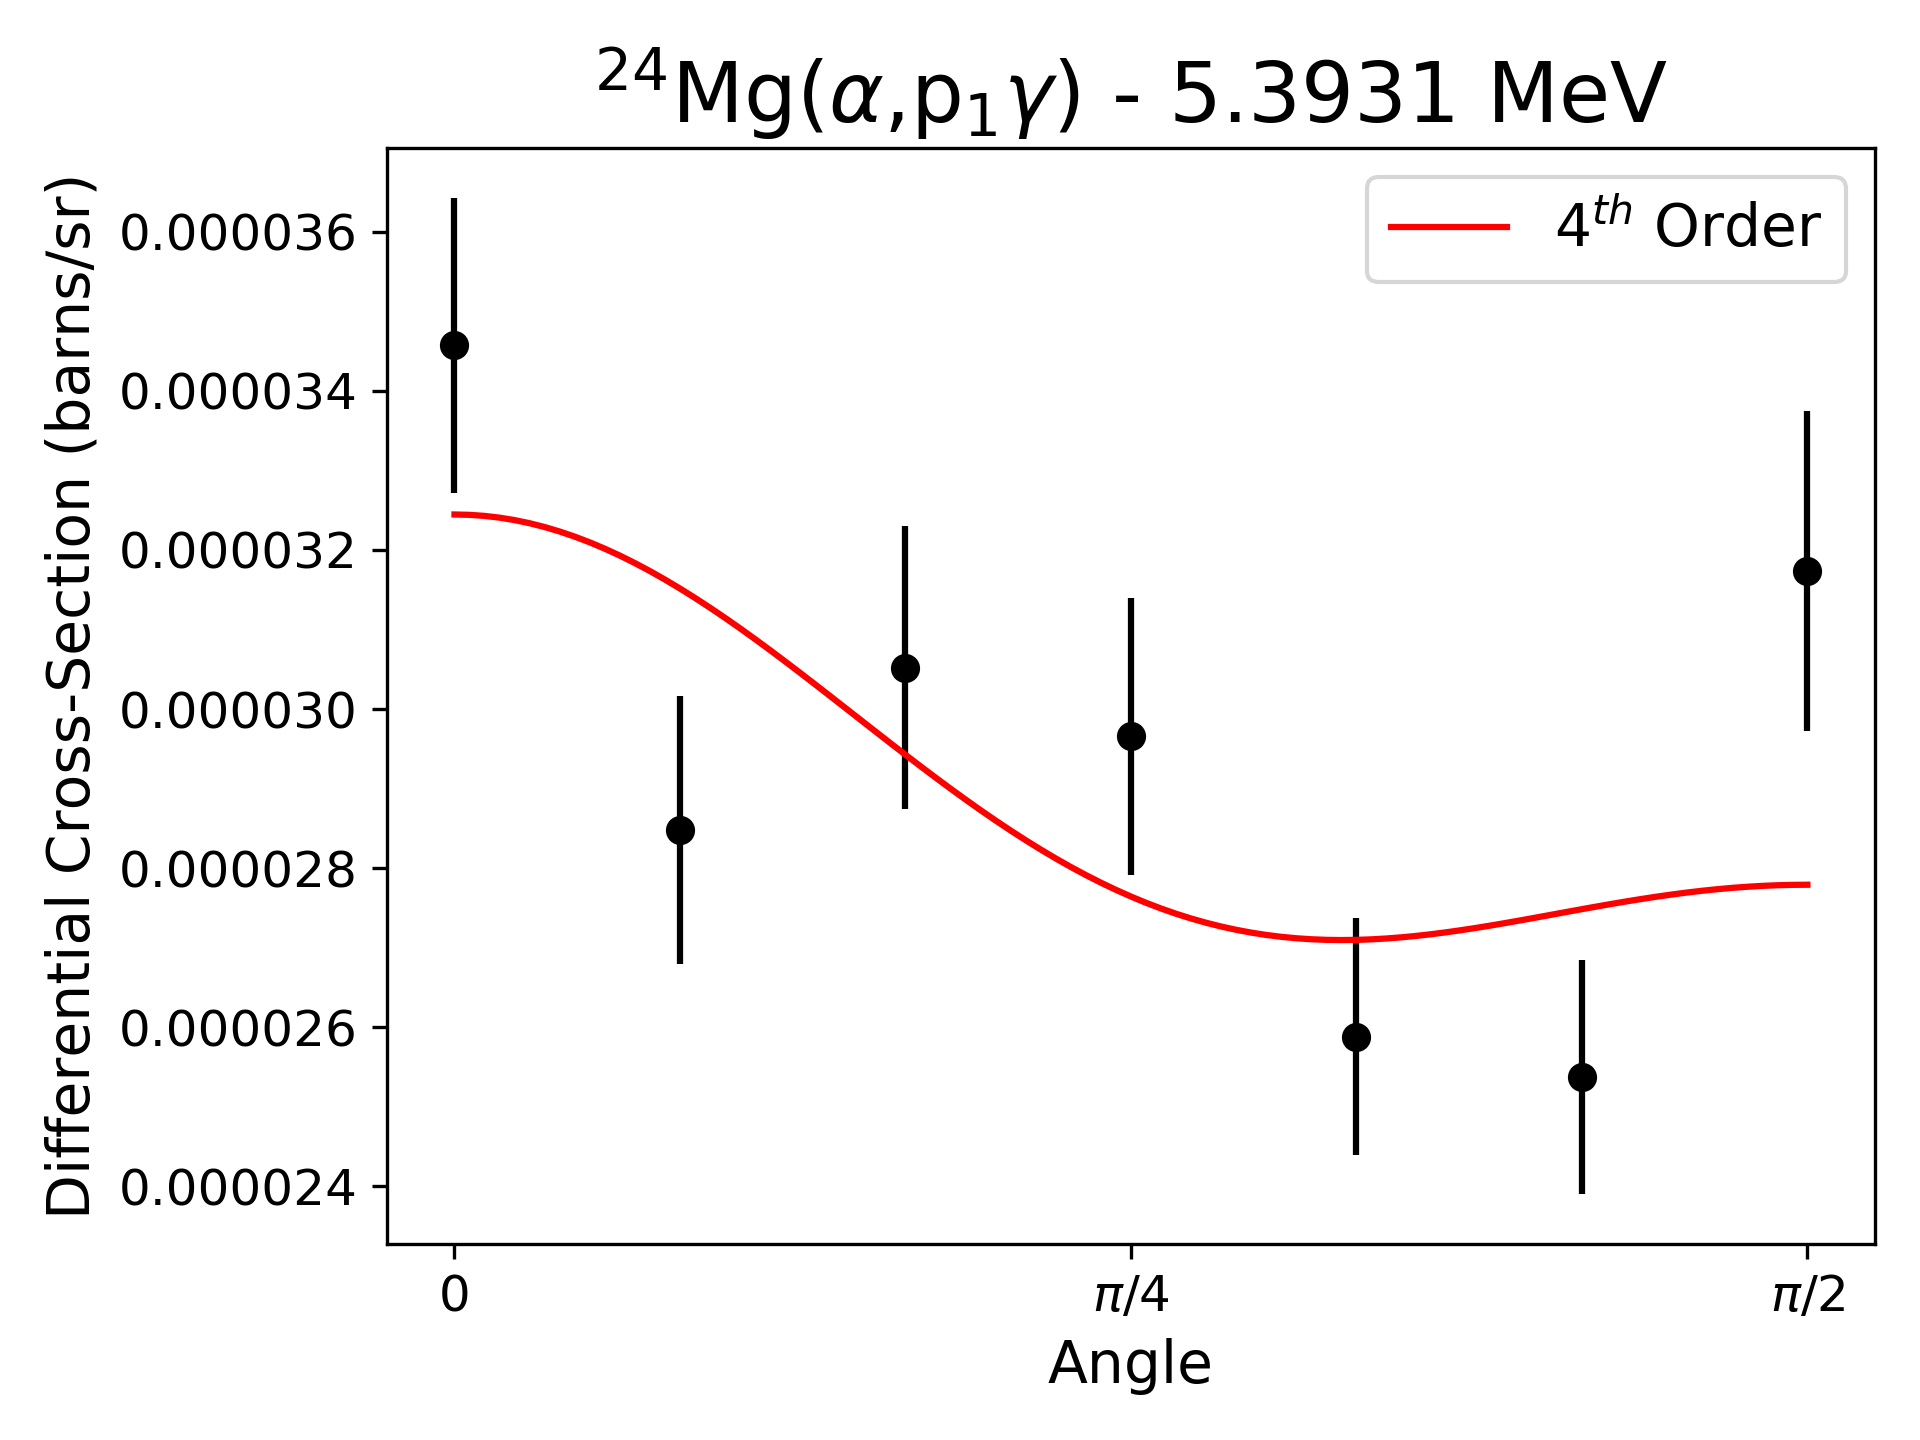 ²⁴Mg(α,p₁γ) - 5.3931 MeV
4ᵗʰ Order
Differential Cross-Section (barns/sr)
0.000036
0.000034
0.000032
0.000030
0.000028
0.000026
0.000024
0 π/4 π/2
Angle